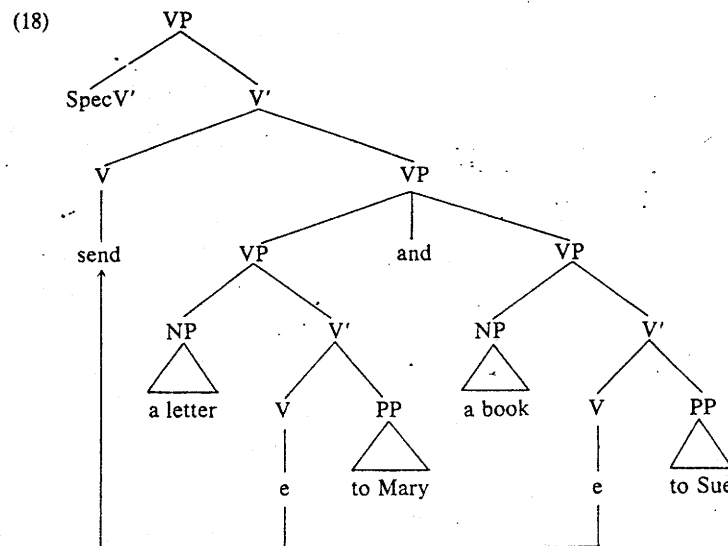 (18) VP
SpecV' V'
V VP
send VP and VP
NP V' NP V'
a letter V PP a book V PP
e to Mary e to Sue